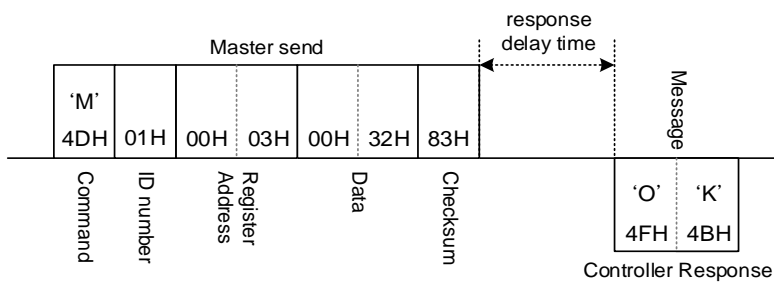 Master send
response
delay time
'M'
4DH 01H 00H 03H 00H 32H 83H
Command
ID number
Register
Address
Data
Checksum
Message
'O' 'K'
4FH 4BH
Controller Response